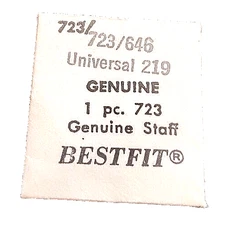 723/
723/646
Universal 219
GENUINE
1 pc. 723
Genuine Staff
BESTFIT®